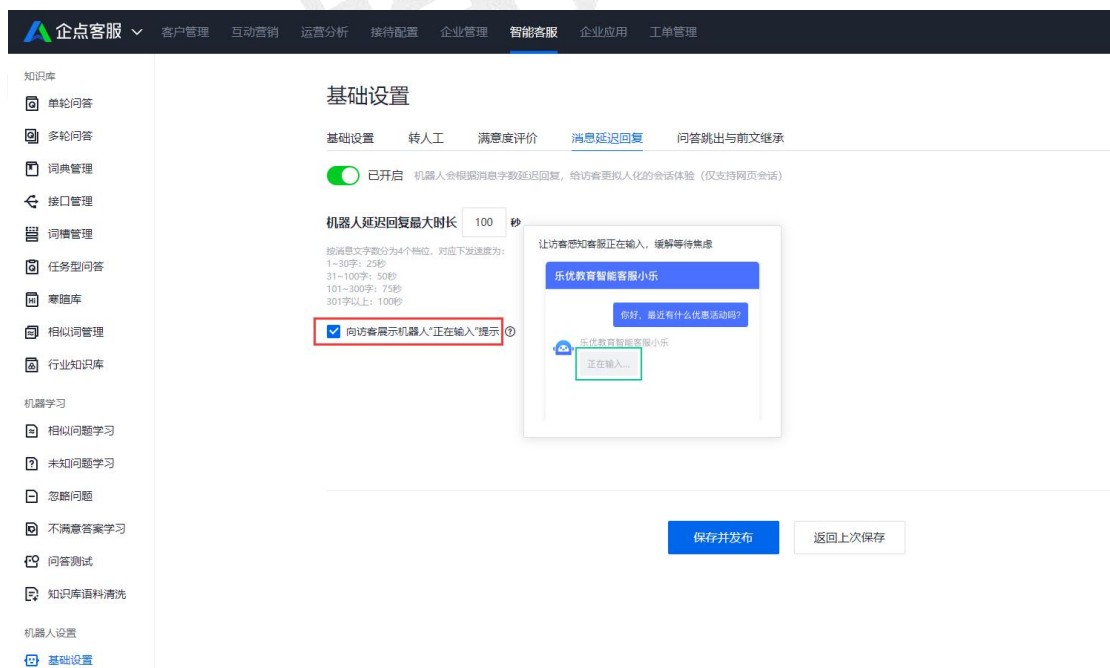 企点客服 客户管理 互动营销 运营分析 接待配置 企业管理 智能客服 企业应用 工单管理
知识库
单轮问答
多轮问答
词典管理
接口管理
词槽管理
任务型问答
寒暄库
相似词管理
行业知识库
机器学习
相似问题学习
未知问题学习
忽略问题
不满意答案学习
问答测试
知识库语料清洗
机器人设置
基础设置
基础设置
基础设置 转人工 满意度评价 消息延迟回复 问答跳出与前文继承
已开启 机器人会根据消息字数延迟回复，给访客更拟人化的会话体验（仅支持网页会话）
机器人延迟回复最大时长 100 秒
按消息文字数分为4个档位，对应下发速度为：
1~30字：25秒
31~100字：50秒
101~300字：75秒
301字以上：100秒
向访客展示机器人“正在输入”提示
让访客感知客服正在输入，缓解等待焦虑
乐优教育智能客服小乐
你好，最近有什么优惠活动吗？
乐优教育智能客服小乐
正在输入...
保存并发布 返回上次保存